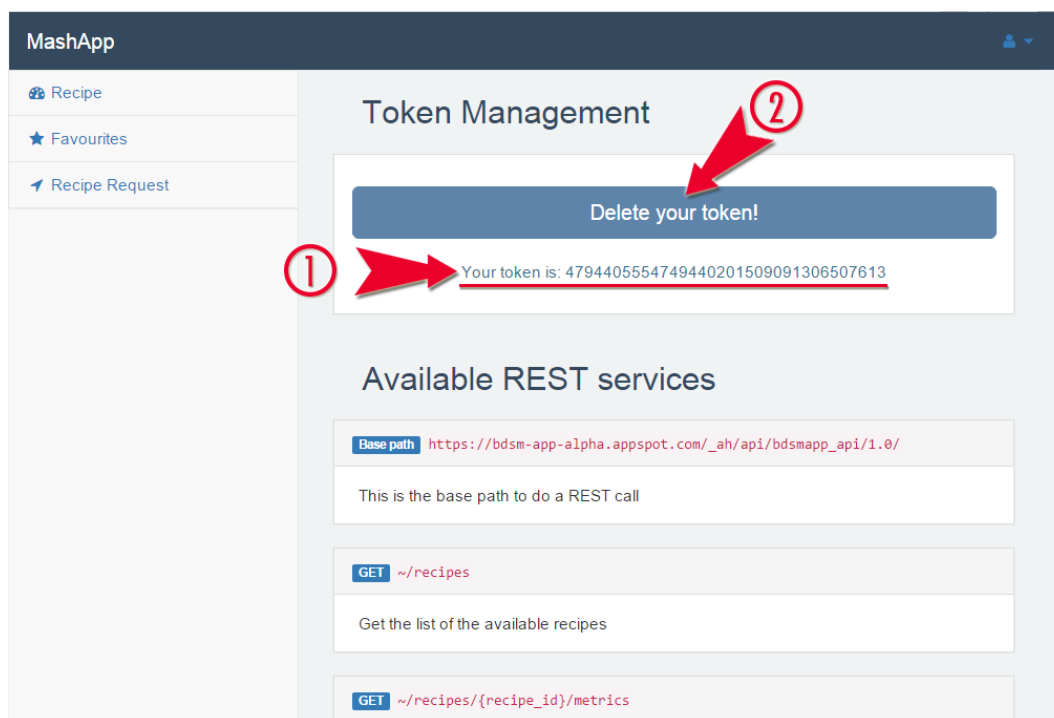 MashApp
Recipe
Favourites
Recipe Request
Token Management
2
Delete your token!
1
Your token is: 4794405554749440201509091306507613
Available REST services
Base path https://bdsm-app-alpha.appspot.com/_ah/api/bdsmapp_api/1.0/
This is the base path to do a REST call
GET ~/recipes
Get the list of the available recipes
GET ~/recipes/{recipe_id}/metrics